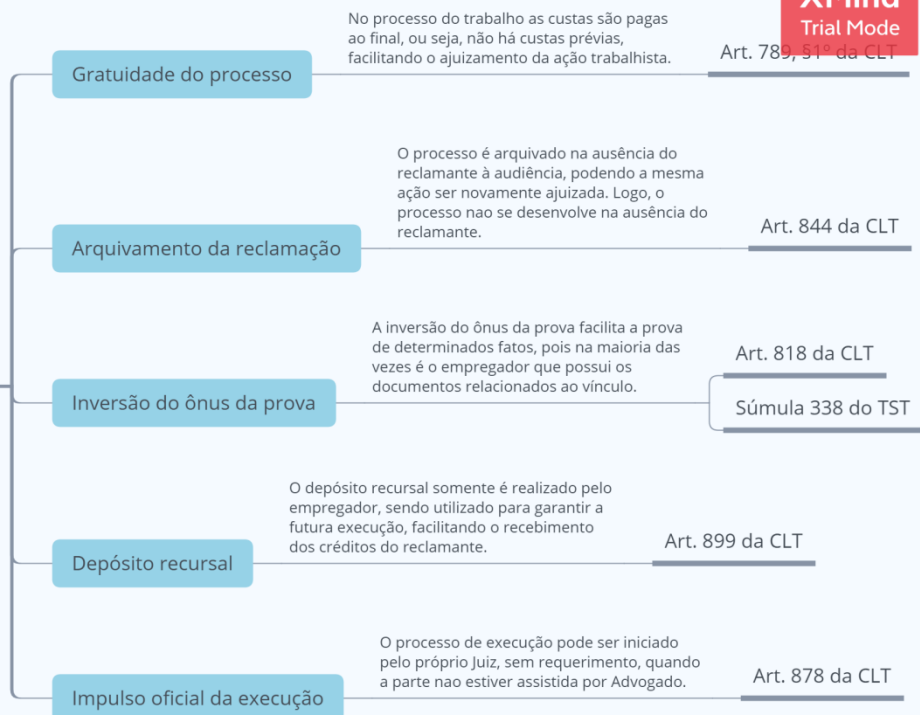 XMind
Trial Mode
No processo do trabalho as custas são pagas
ao final, ou seja, não há custas prévias,
facilitando o ajuizamento da ação trabalhista.
Gratuidade do processo
Art. 789, §1º da CLT
O processo é arquivado na ausência do
reclamante à audiência, podendo a mesma
ação ser novamente ajuizada. Logo, o
processo nao se desenvolve na ausência do
reclamante.
Arquivamento da reclamação
Art. 844 da CLT
A inversão do ônus da prova facilita a prova
de determinados fatos, pois na maioria das
vezes é o empregador que possui os
documentos relacionados ao vínculo.
Inversão do ônus da prova
Art. 818 da CLT
Súmula 338 do TST
O depósito recursal somente é realizado pelo
empregador, sendo utilizado para garantir a
futura execução, facilitando o recebimento
dos créditos do reclamante.
Depósito recursal
Art. 899 da CLT
O processo de execução pode ser iniciado
pelo próprio Juiz, sem requerimento, quando
a parte nao estiver assistida por Advogado.
Impulso oficial da execução
Art. 878 da CLT